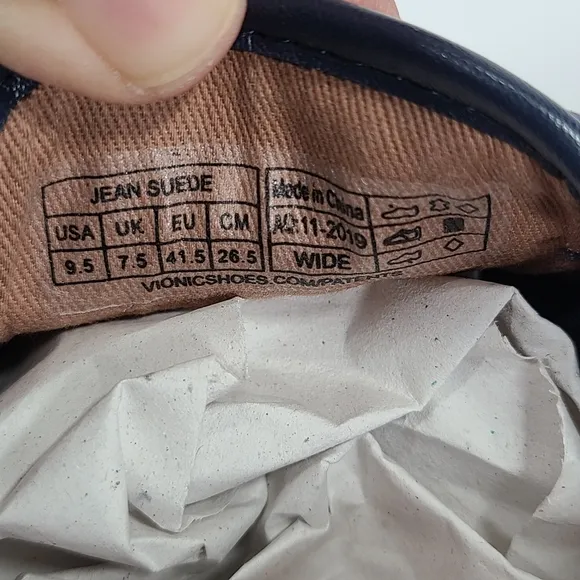 JEAN SUEDE
USA UK EU CM
9.5 7.5 41.5 26.5
Made in China
11-2019
WIDE
VIONICSHOES.COM/PATENTS